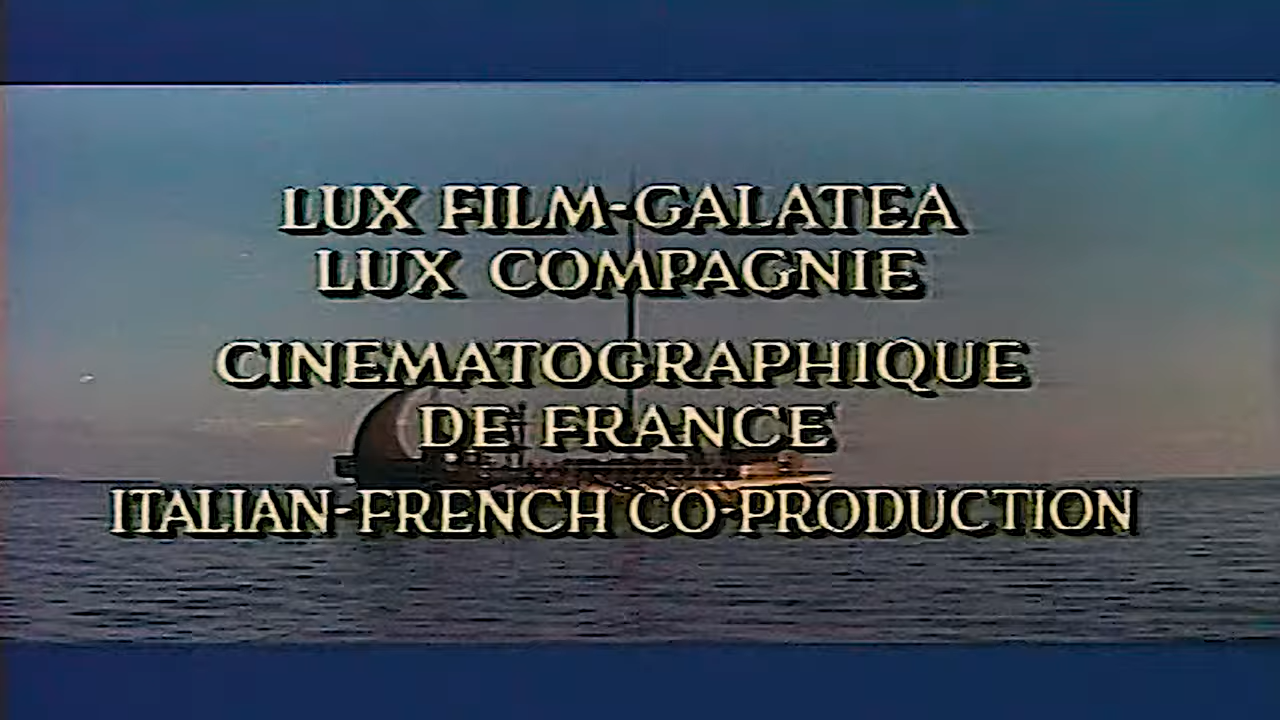 LUX FILM-GALATEA
LUX COMPAGNIE
CINEMATOGRAPHIQUE
DE FRANCE
ITALIAN-FRENCH CO-PRODUCTION